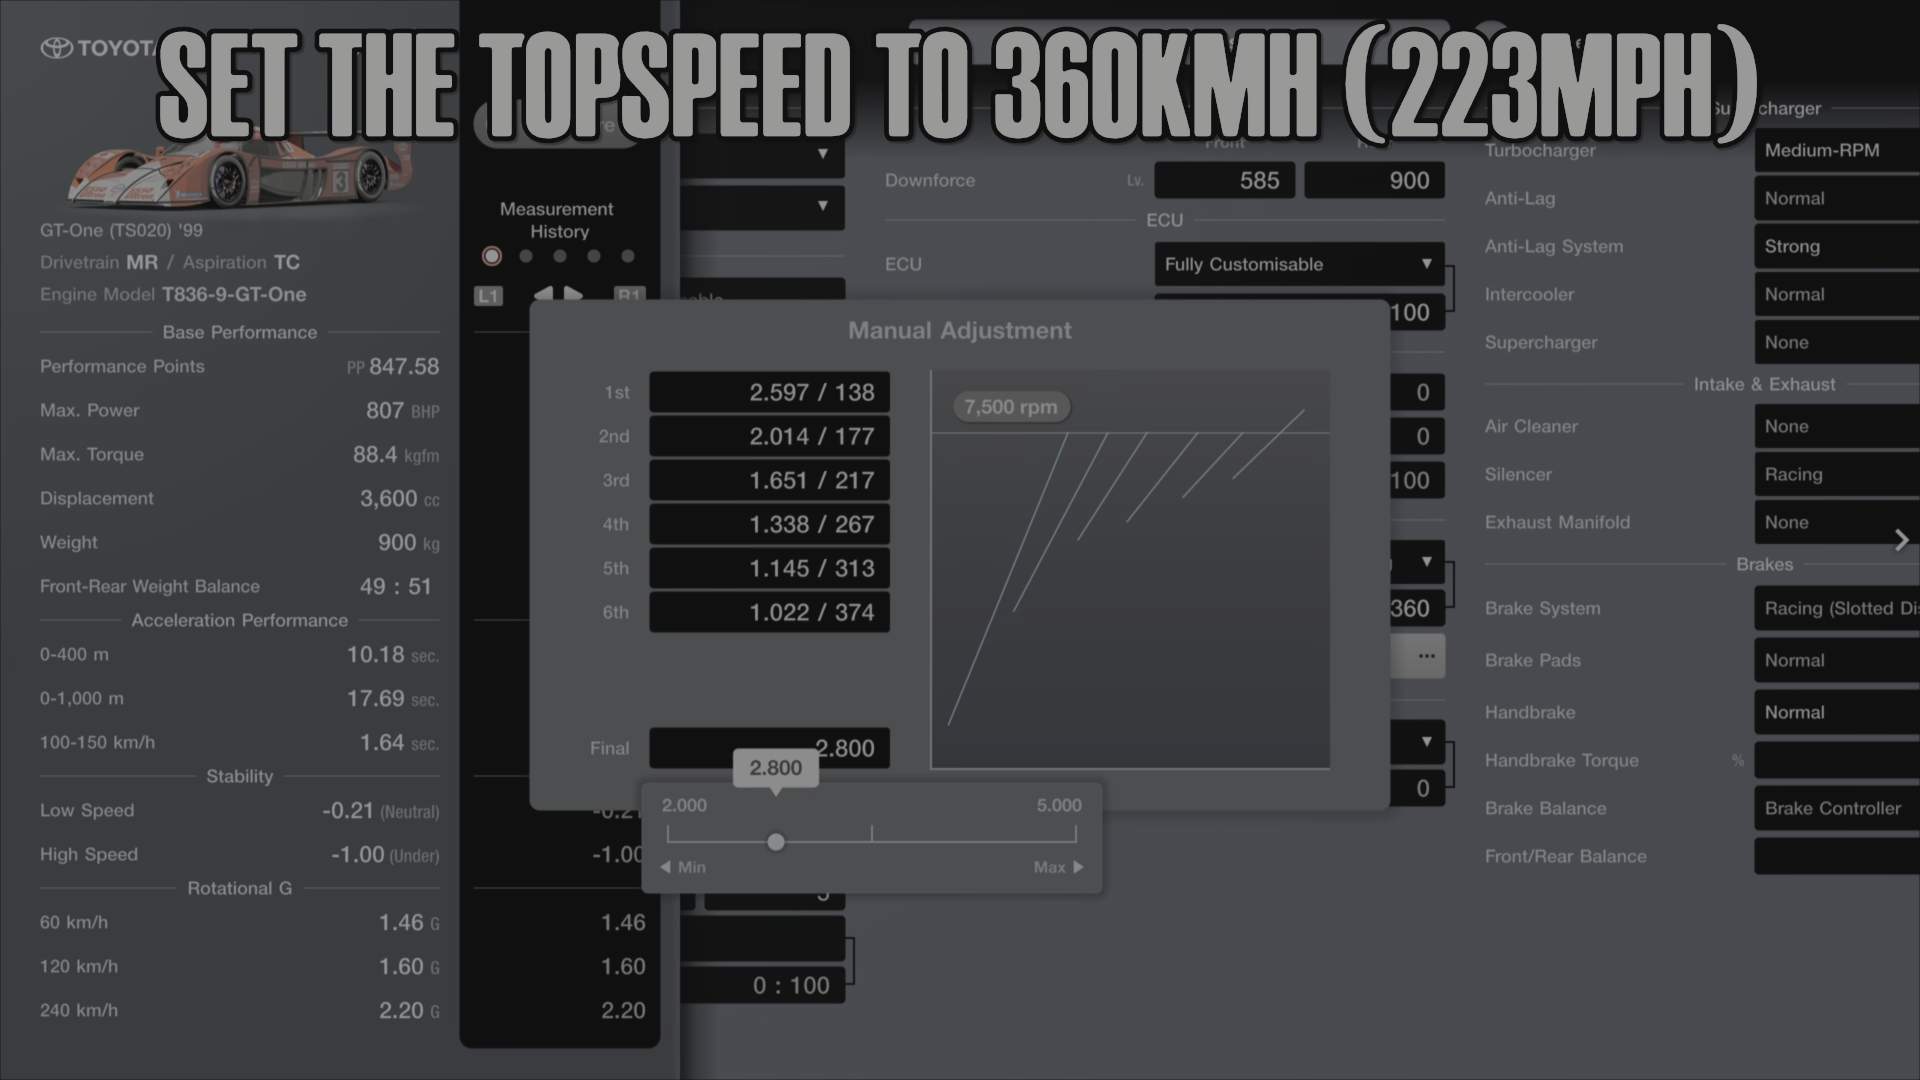 SET THE TOPSPEED TO 360KMH (223MPH)
GT-One (TS020) '99
Drivetrain MR / Aspiration TC
Engine Model T836-9-GT-One
Base Performance
Performance Points PP 847.58
Max. Power 807 BHP
Max. Torque 88.4 kgfm
Displacement 3,600 cc
Weight 900 kg
Front-Rear Weight Balance 49 : 51
Acceleration Performance
0-400 m 10.18 sec.
0-1,000 m 17.69 sec.
100-150 km/h 1.64 sec.
Stability
Low Speed -0.21 (Neutral)
High Speed -1.00 (Under)
Rotational G
60 km/h 1.46 G
120 km/h 1.60 G
240 km/h 2.20 G
Measurement
History
L1 R1
-0.21
-1.00
1.46
1.60
2.20
Manual Adjustment
1st 2.597 / 138
2nd 2.014 / 177
3rd 1.651 / 217
4th 1.338 / 267
5th 1.145 / 313
6th 1.022 / 374
Final 2.800
7,500 rpm
2.800
2.000 5.000
Min Max
0 : 100
Downforce Lv. 585 900
ECU
ECU Fully Customisable
100
0
0
100
360
...
0
Turbocharger Medium-RPM
Anti-Lag Normal
Anti-Lag System Strong
Intercooler Normal
Supercharger None
Intake & Exhaust
Air Cleaner None
Silencer Racing
Exhaust Manifold None
Brakes
Brake System Racing (Slotted Dis
Brake Pads Normal
Handbrake Normal
Handbrake Torque %
Brake Balance Brake Controller
Front/Rear Balance